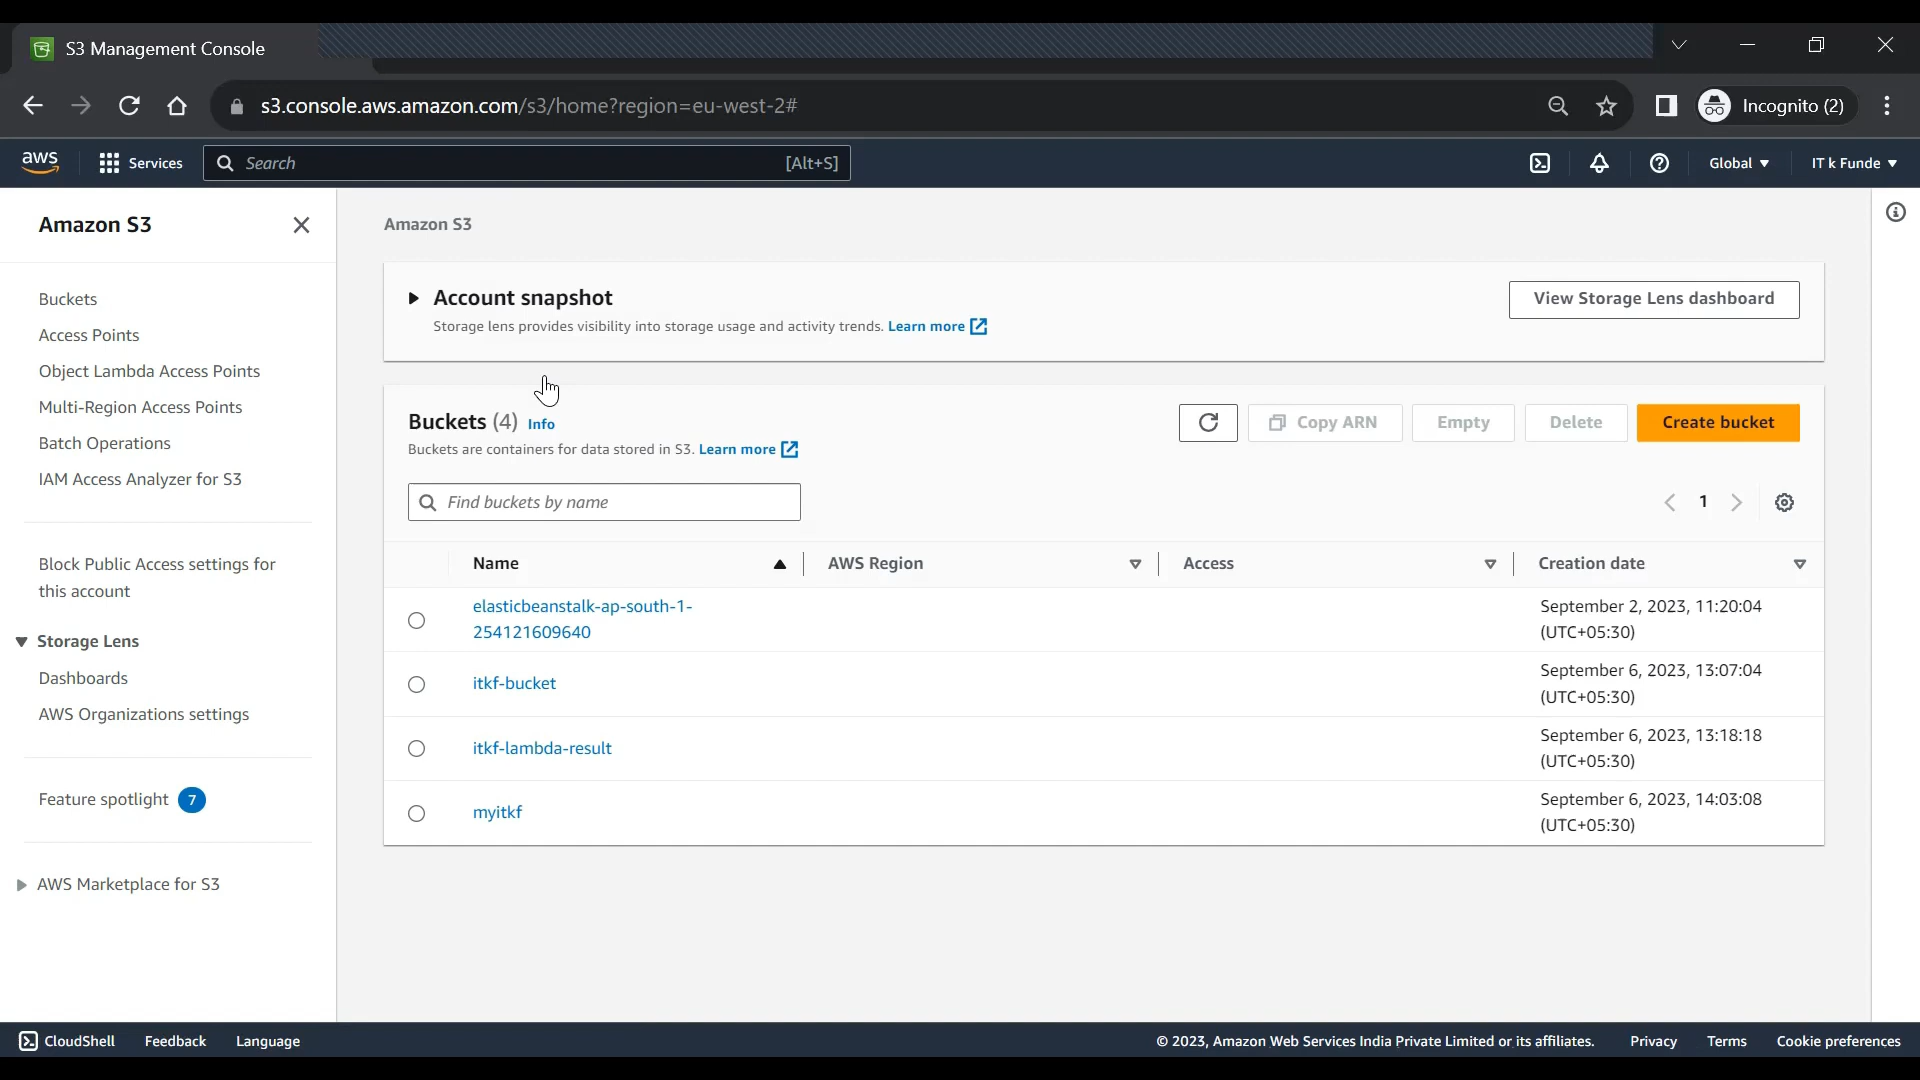 S3 Management Console
s3.console.aws.amazon.com/s3/home?region=eu-west-2#
Incognito (2)
aws
Services
Search
[Alt+S]
Global
IT k Funde
Amazon S3
Buckets
Access Points
Object Lambda Access Points
Multi-Region Access Points
Batch Operations
IAM Access Analyzer for S3
Block Public Access settings for
this account
Storage Lens
Dashboards
AWS Organizations settings
Feature spotlight 7
AWS Marketplace for S3
Amazon S3
Account snapshot
Storage lens provides visibility into storage usage and activity trends. Learn more
View Storage Lens dashboard
Buckets (4) Info
Buckets are containers for data stored in S3. Learn more
Copy ARN
Empty
Delete
Create bucket
Find buckets by name
1
Name
AWS Region
Access
Creation date
elasticbeanstalk-ap-south-1-
254121609640
September 2, 2023, 11:20:04
(UTC+05:30)
itkf-bucket
September 6, 2023, 13:07:04
(UTC+05:30)
itkf-lambda-result
September 6, 2023, 13:18:18
(UTC+05:30)
myitkf
September 6, 2023, 14:03:08
(UTC+05:30)
CloudShell
Feedback
Language
© 2023, Amazon Web Services India Private Limited or its affiliates.
Privacy
Terms
Cookie preferences